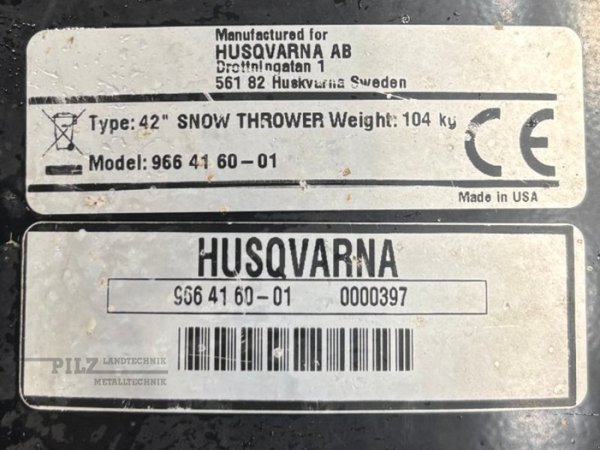 Manufactured for
HUSQVARNA AB
Drottningatan 1
561 82 Huskvarna Sweden
Type: 42" SNOW THROWER Weight: 104 kg
Model: 966 41 60-01
CE
Made in USA
HUSQVARNA
966 41 60-01 0000397
PILZ LANDTECHNIK
METALLTECHNIK